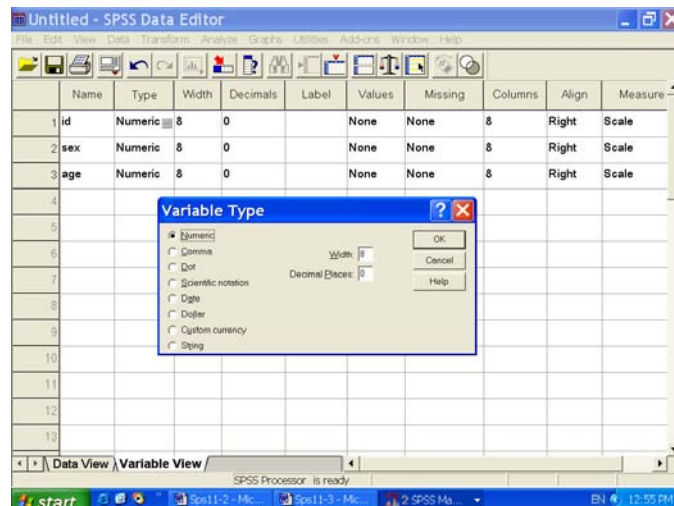 Untitled - SPSS Data Editor
File Edit View Data Transform Analyze Graphs Utilities Add-ons Window Help
Name Type Width Decimals Label Values Missing Columns Align Measure
1 id Numeric 8 0 None None 8 Right Scale
2 sex Numeric 8 0 None None 8 Right Scale
3 age Numeric 8 0 None None 8 Right Scale
4
Variable Type
5
Numeric OK
6
Comma Width: 8 Cancel
Dot Decimal Places: 0
7
Scientific notation Help
8
Date
Dollar
9
Custom currency
10
String
11
12
13
Data View Variable View
SPSS Processor is ready
start Sps11-2 - Mic... Sps11-3 - Mic... 2 SPSS Ma... EN 12:55 PM